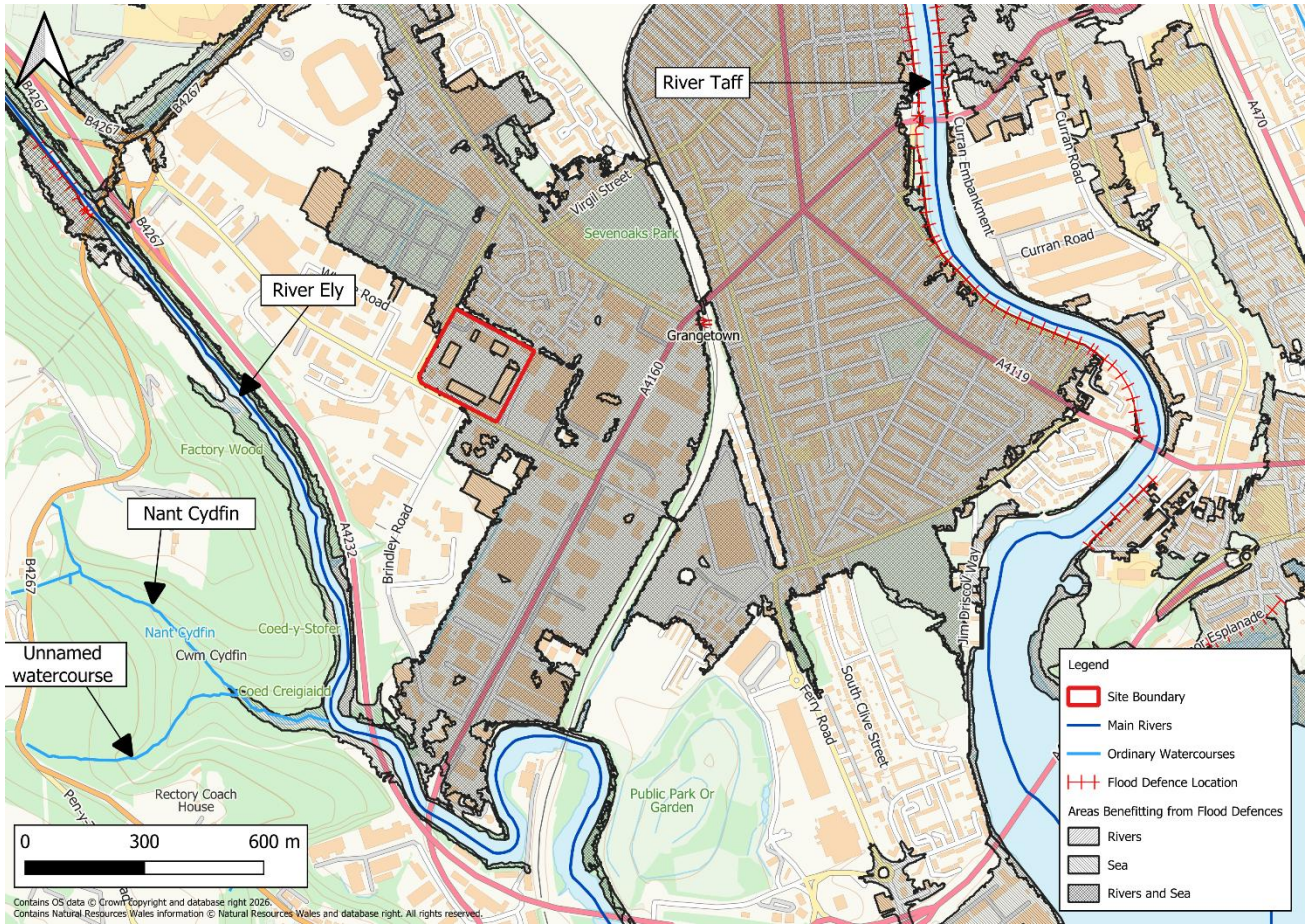 B4267
B4267
B4267
River Taff
A470
Curran Embankment
Curran Road
Virgil Street
Sevenoaks Park
Curran Road
B4267
River Ely
Road
Grangetown
A4160
A4119
Factory Wood
Nant Cydfin
B4267
A4232
Brindley Road
Jim Driscoll Way
Nant Cydfin
Coed-y-Stofer
Cwm Cydfin
Unnamed
watercourse
Coed Creigiaidd
Esplanade
Ferry Road
South Clive Street
Rectory Coach
House
Public Park Or
Garden
Legend
Site Boundary
Main Rivers
Ordinary Watercourses
Flood Defence Location
Areas Benefitting from Flood Defences
Rivers
Sea
Rivers and Sea
0 300 600 m
Contains OS data © Crown copyright and database right 2026.
Contains Natural Resources Wales information © Natural Resources Wales and database right. All rights reserved.